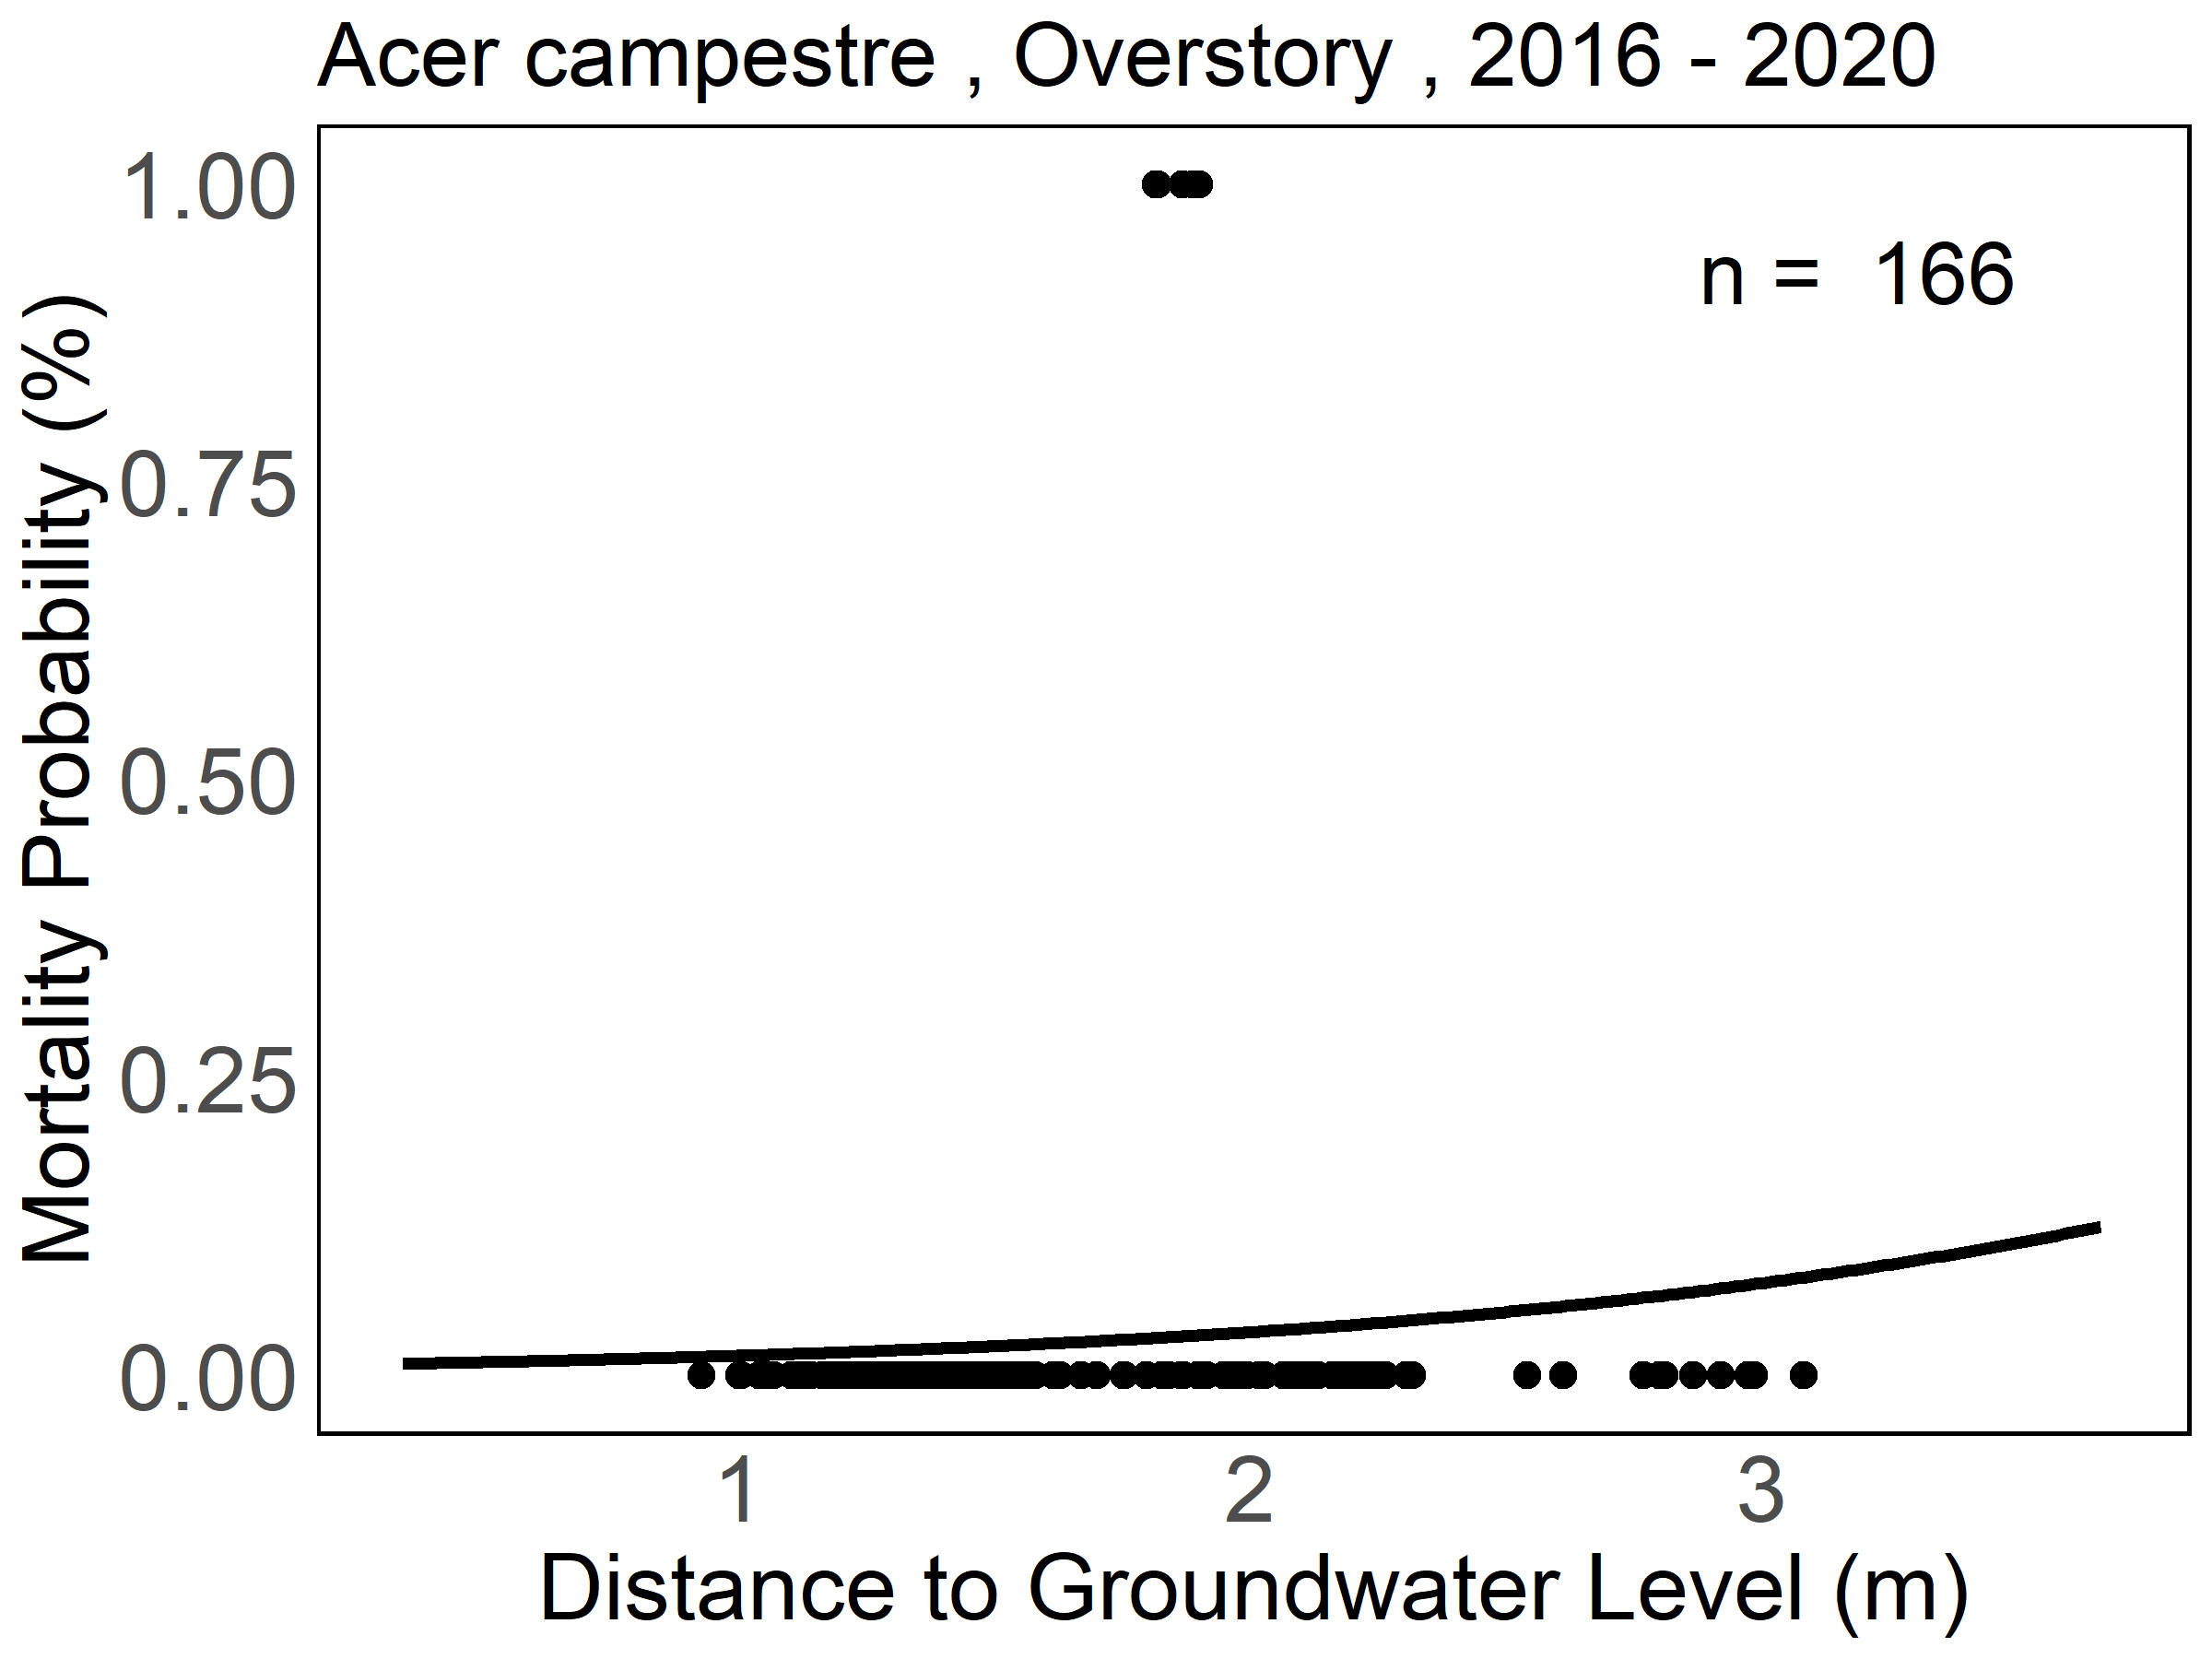 Acer campestre , Overstory , 2016 - 2020
1.00
n = 166
0.75
0.50
0.25
0.00
Mortality Probability (%)
1 2 3
Distance to Groundwater Level (m)